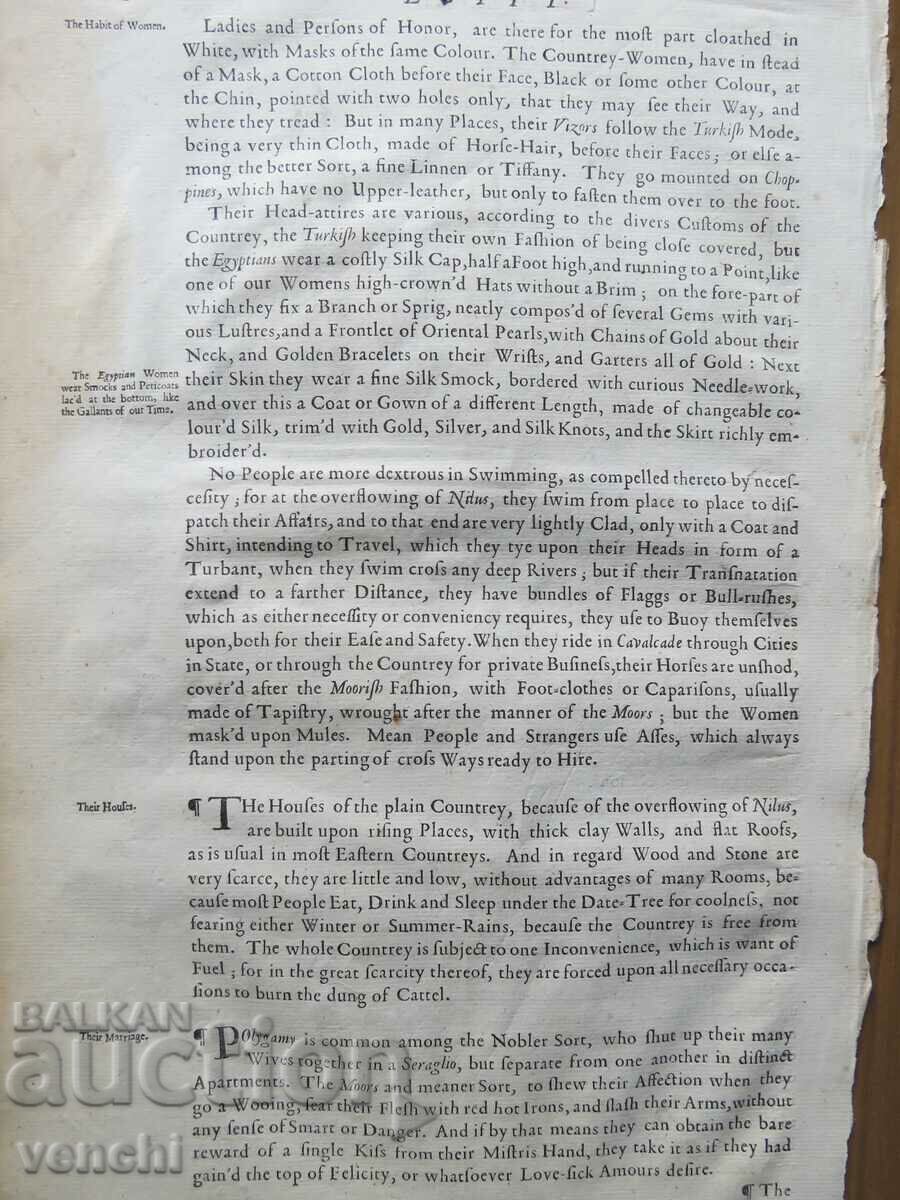 The Habit of Women.
Ladies and Perſons of Honor, are there for the moſt part cloathed in
White, with Masks of the ſame Colour. The Countrey-Women, have in ſtead
of a Mask, a Cotton Cloth before their Face, Black or ſome other Colour, at
the Chin, pointed with two holes only, that they may ſee their Way, and
where they tread: But in many Places, their Vizors follow the Turkiſh Mode,
being a very thin Cloth, made of Horſe-Hair, before their Faces; or elſe a-
mong the better Sort, a fine Linnen or Tiffany. They go mounted on Chop-
pines, which have no Upper-leather, but only to faſten them over to the foot.
Their Head-attires are various, according to the divers Cuſtoms of the
Countrey, the Turkiſh keeping their own Faſhion of being cloſe covered, but
the Egyptians wear a coſtly Silk Cap, half a Foot high, and running to a Point, like
one of our Womens high-crown'd Hats without a Brim; on the fore-part of
which they fix a Branch or Sprig, neatly compos'd of ſeveral Gems with vari-
ous Luſtres, and a Frontlet of Oriental Pearls, with Chains of Gold about their
Neck, and Golden Bracelets on their Wriſts, and Garters all of Gold: Next
The Egyptian Women
wear Smocks and Peticoats
lac'd at the bottom, like
the Gallants of our Time.
their Skin they wear a fine Silk Smock, bordered with curious Needle-work,
and over this a Coat or Gown of a different Length, made of changeable co-
lour'd Silk, trim'd with Gold, Silver, and Silk Knots, and the Skirt richly em-
broider'd.
No People are more dextrous in Swimming, as compelled thereto by neceſ-
ceſity; for at the overflowing of Nilus, they ſwim from place to place to diſ-
patch their Affairs, and to that end are very lightly Clad, only with a Coat and
Shirt, intending to Travel, which they tye upon their Heads in form of a
Turbant, when they ſwim croſs any deep Rivers; but if their Tranſnatation
extend to a farther Diſtance, they have bundles of Flaggs or Bull-ruſhes,
which as either neceſſity or conveniency requires, they uſe to Buoy themſelves
upon, both for their Eaſe and Safety. When they ride in Cavalcade through Cities
in State, or through the Countrey for private Buſineſs, their Horſes are unſhod,
cover'd after the Mooriſh Faſhion, with Foot-clothes or Capariſons, uſually
made of Tapiſtry, wrought after the manner of the Moors; but the Women
mask'd upon Mules. Mean People and Strangers uſe Aſſes, which always
ſtand upon the parting of croſs Ways ready to Hire.
Their Houſes.
¶ THe Houſes of the plain Countrey, becauſe of the overflowing of Nilus,
are built upon riſing Places, with thick clay Walls, and flat Roofs,
as is uſual in moſt Eaſtern Countreys. And in regard Wood and Stone are
very ſcarce, they are little and low, without advantages of many Rooms, be-
cauſe moſt People Eat, Drink and Sleep under the Date-Tree for coolneſs, not
fearing either Winter or Summer-Rains, becauſe the Countrey is free from
them. The whole Countrey is ſubject to one Inconvenience, which is want of
Fuel; for in the great ſcarcity thereof, they are forced upon all neceſſary occa-
ſions to burn the dung of Cattel.
Their Marriage.
¶ POlygamy is common among the Nobler Sort, who ſhut up their many
Wives together in a Seraglio, but ſeparate from one another in diſtinct
Apartments. The Moors and meaner Sort, to ſhew their Affection when they
go a Wooing, ſear their Fleſh with red hot Irons, and ſlaſh their Arms, without
any ſenſe of Smart or Danger. And if by that means they can obtain the bare
reward of a ſingle Kiſs from their Miſtris Hand, they take it as if they had
gain'd the top of Felicity, or whatſoever Love-ſick Amours deſire.
¶ The
BALKAN
auction
venchi